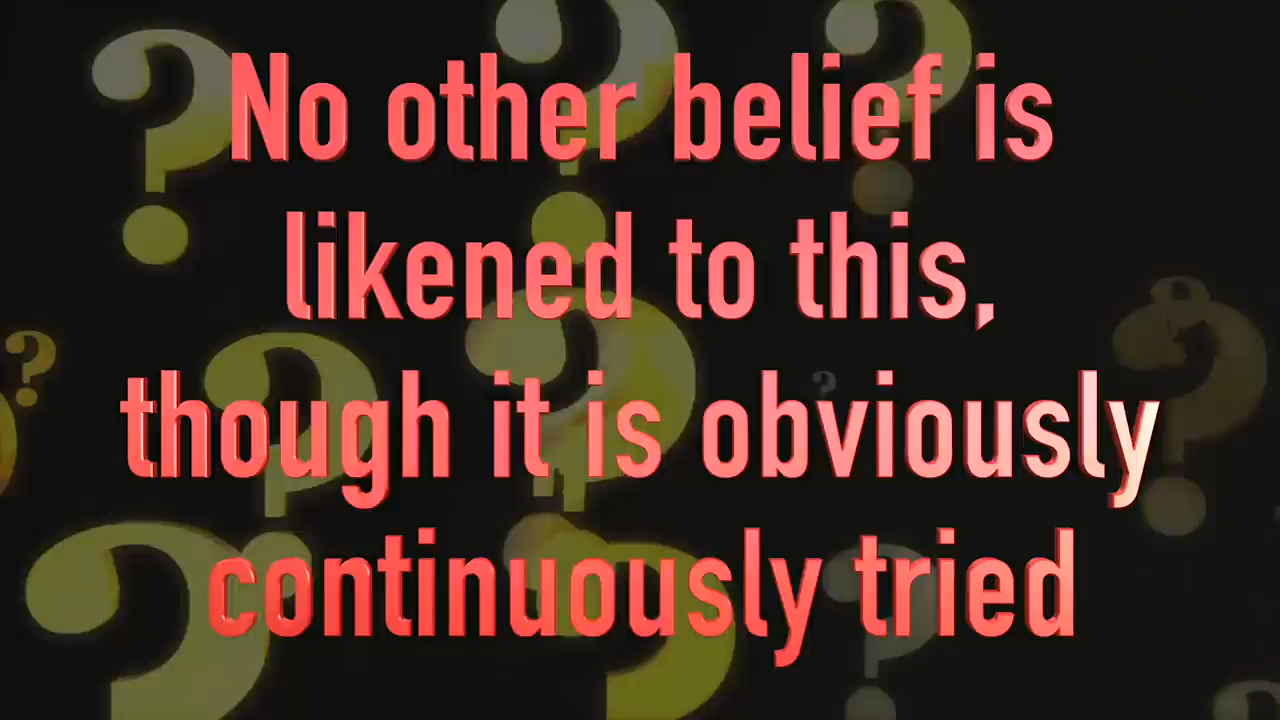 No other belief is
likened to this,
though it is obviously
continuously tried